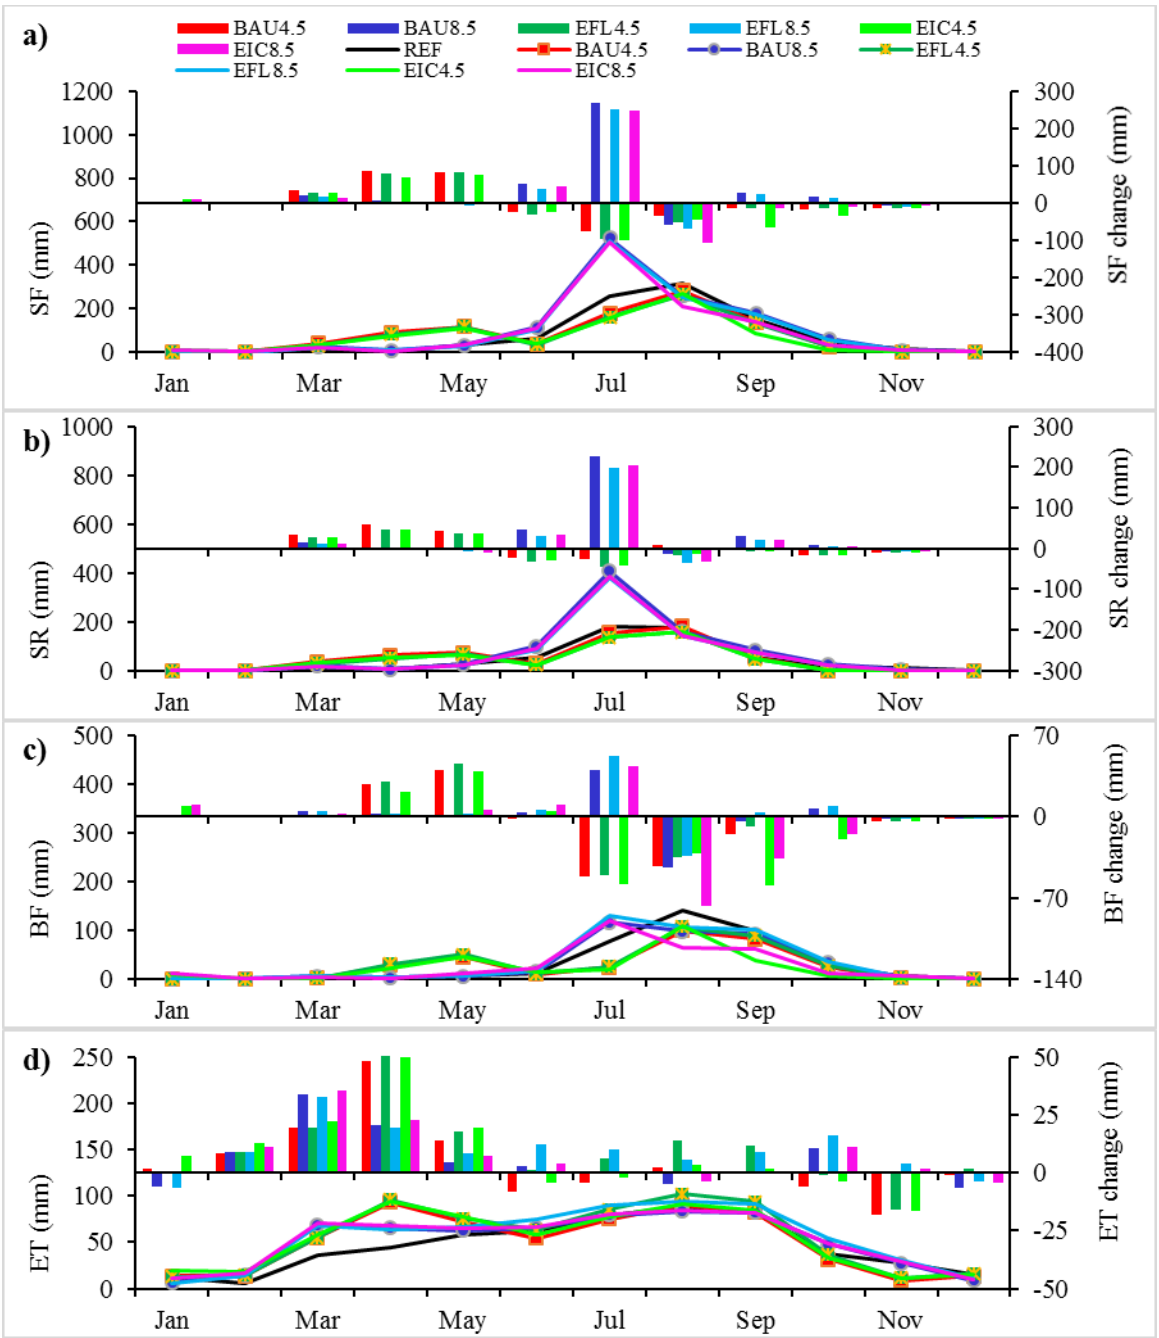 a)
BAU4.5 BAU8.5 EFL4.5 EFL8.5 EIC4.5
EIC8.5 REF BAU4.5 BAU8.5 EFL4.5
EFL8.5 EIC4.5 EIC8.5
1200 300
1000 200
800 100
600 0
400 -100
200 -200
0 -300
-400
SF (mm)
SF change (mm)
Jan Mar May Jul Sep Nov
b)
1000 300
800 200
600 100
400 0
200 -100
0 -200
-300
SR (mm)
SR change (mm)
Jan Mar May Jul Sep Nov
c)
500 70
400 0
300 -70
200 -140
100
0
BF (mm)
BF change (mm)
Jan Mar May Jul Sep Nov
d)
250 50
200 25
150 0
100 -25
50 -50
0
ET (mm)
ET change (mm)
Jan Mar May Jul Sep Nov